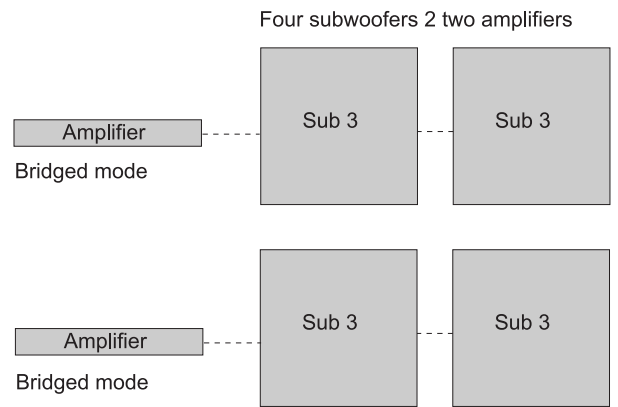 Four subwoofers 2 two amplifiers
Sub 3
Sub 3
Amplifier
Bridged mode
Sub 3
Sub 3
Amplifier
Bridged mode